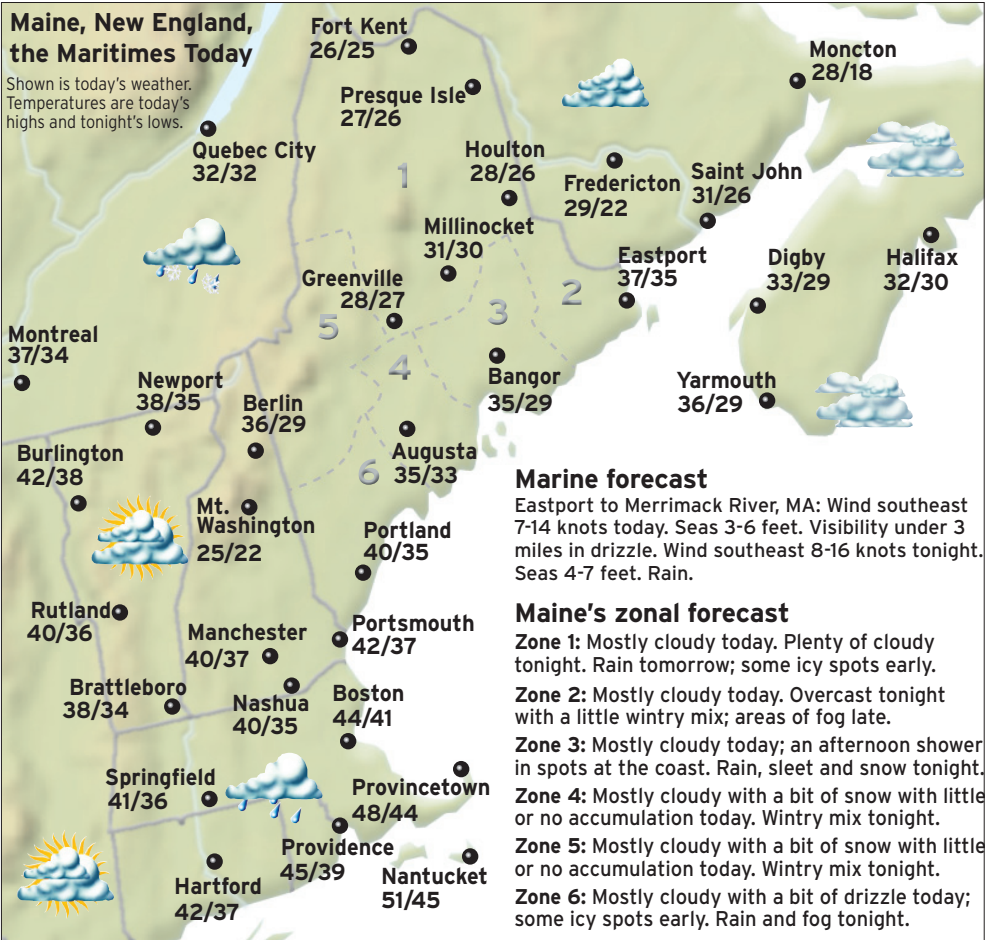 Maine, New England,
the Maritimes Today
Shown is today's weather.
Temperatures are today's
highs and tonight's lows.
Fort Kent
26/25
Moncton
28/18
Presque Isle
27/26
Quebec City
32/32
Houlton
28/26
1
Fredericton
29/22
Saint John
31/26
Millinocket
31/30
Eastport
37/35
Digby
33/29
Halifax
32/30
Greenville
28/27
2
3
5
Montreal
37/34
4
Newport
38/35
Bangor
35/29
Yarmouth
36/29
Berlin
36/29
Burlington
42/38
Augusta
35/33
6
Mt.
Washington
25/22
Portland
40/35
Rutland
40/36
Manchester
40/37
Portsmouth
42/37
Brattleboro
38/34
Nashua
40/35
Boston
44/41
Springfield
41/36
Provincetown
48/44
Providence
45/39
Hartford
42/37
Nantucket
51/45
Marine forecast
Eastport to Merrimack River, MA: Wind southeast
7-14 knots today. Seas 3-6 feet. Visibility under 3
miles in drizzle. Wind southeast 8-16 knots tonight.
Seas 4-7 feet. Rain.
Maine's zonal forecast
Zone 1: Mostly cloudy today. Plenty of cloudy
tonight. Rain tomorrow; some icy spots early.
Zone 2: Mostly cloudy today. Overcast tonight
with a little wintry mix; areas of fog late.
Zone 3: Mostly cloudy today; an afternoon shower
in spots at the coast. Rain, sleet and snow tonight.
Zone 4: Mostly cloudy with a bit of snow with little
or no accumulation today. Wintry mix tonight.
Zone 5: Mostly cloudy with a bit of snow with little
or no accumulation today. Wintry mix tonight.
Zone 6: Mostly cloudy with a bit of drizzle today;
some icy spots early. Rain and fog tonight.